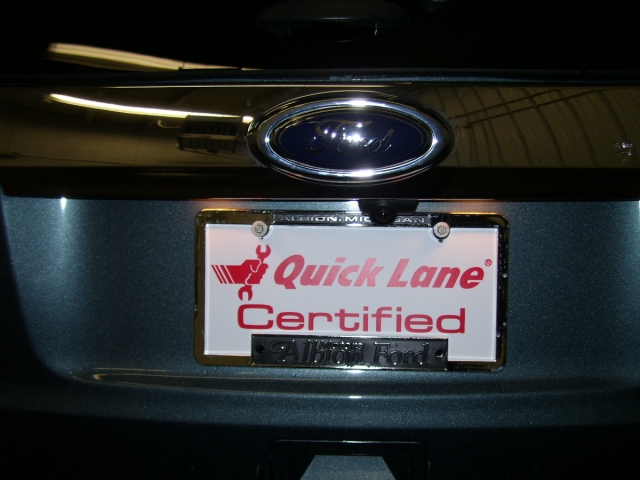 Ford
ALBION, MICHIGAN
Quick Lane®
Certified
Albion Ford